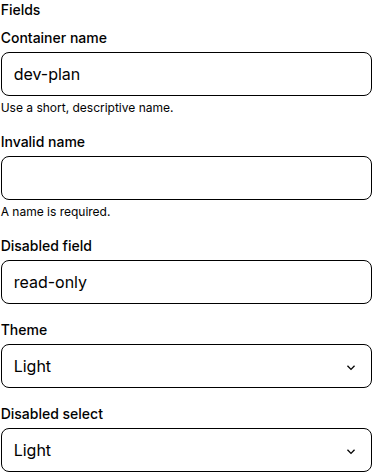 Fields
Container name
dev-plan
Use a short, descriptive name.
Invalid name
A name is required.
Disabled field
read-only
Theme
Light
Disabled select
Light